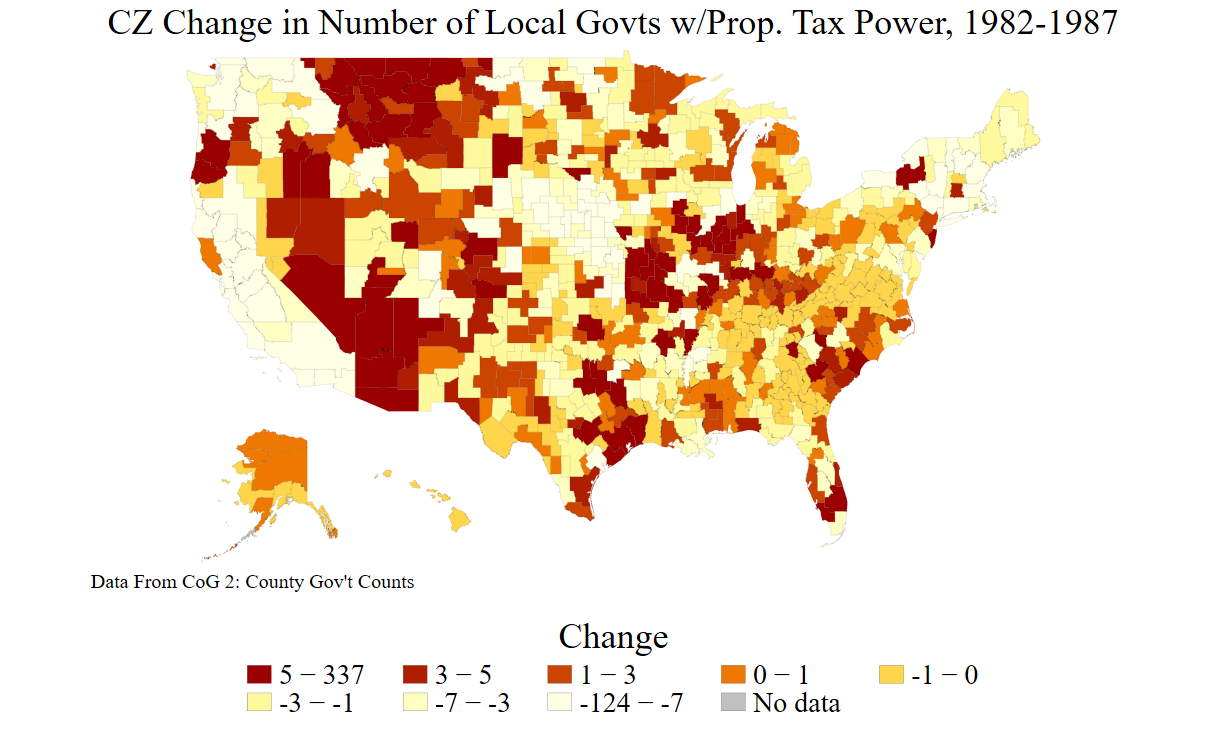 CZ Change in Number of Local Govts w/Prop. Tax Power, 1982-1987
Data From CoG 2: County Gov't Counts
Change
5 − 337 3 − 5 1 − 3 0 − 1 -1 − 0
-3 − -1 -7 − -3 -124 − -7 No data